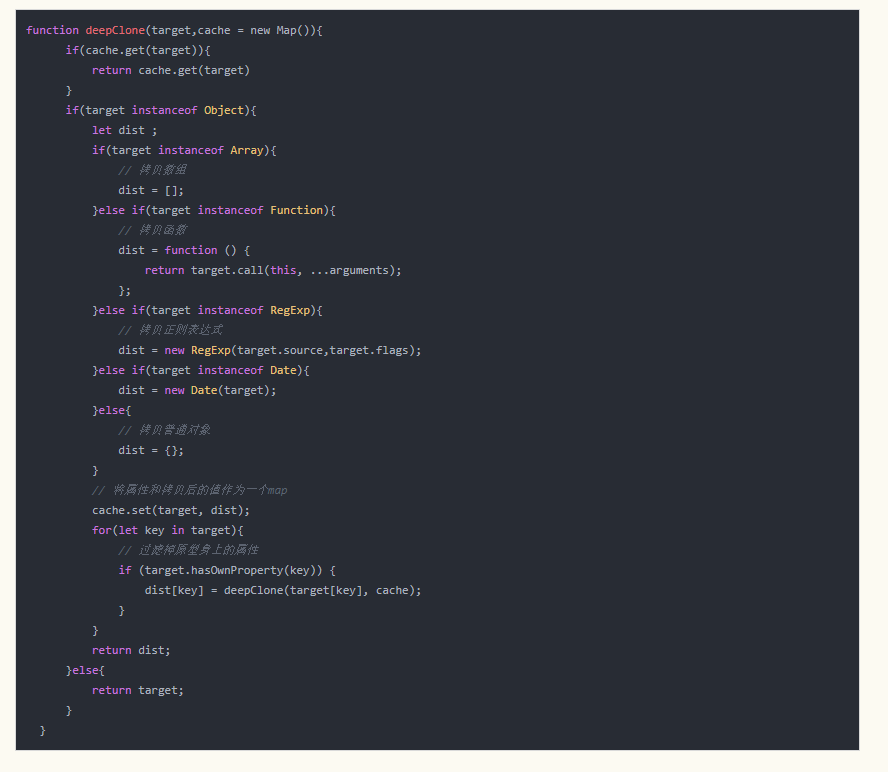 function deepClone(target,cache = new Map()){
if(cache.get(target)){
return cache.get(target)
}
if(target instanceof Object){
let dist ;
if(target instanceof Array){
// 拷贝数组
dist = [];
}else if(target instanceof Function){
// 拷贝函数
dist = function () {
return target.call(this, ...arguments);
};
}else if(target instanceof RegExp){
// 拷贝正则表达式
dist = new RegExp(target.source,target.flags);
}else if(target instanceof Date){
dist = new Date(target);
}else{
// 拷贝普通对象
dist = {};
}
// 将属性和拷贝后的值作为一个map
cache.set(target, dist);
for(let key in target){
// 过滤掉原型身上的属性
if (target.hasOwnProperty(key)) {
dist[key] = deepClone(target[key], cache);
}
}
return dist;
}else{
return target;
}
}